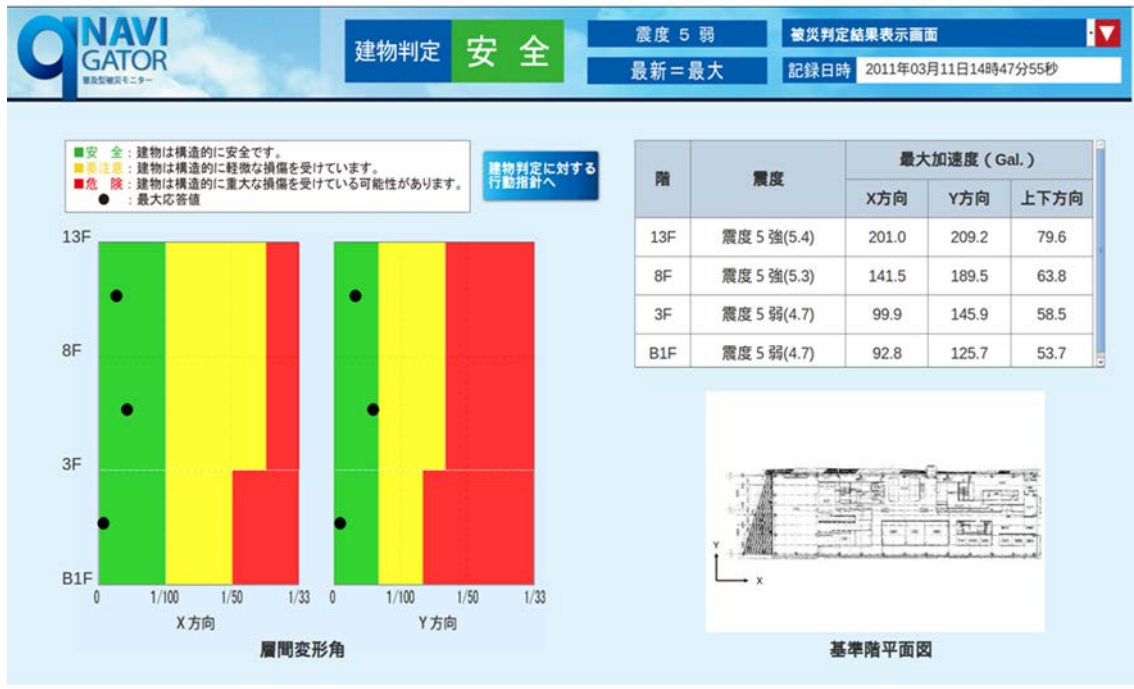 q NAVI
GATOR
普及型被災モニター
建物判定 安 全
震度 5 弱
最新＝最大
被災判定結果表示画面
記録日時 2011年03月11日14時47分55秒
■安 全：建物は構造的に安全です。
■要注意：建物は構造的に軽微な損傷を受けています。
■危 険：建物は構造的に重大な損傷を受けている可能性があります。
●：最大応答値
建物判定に対する
行動指針へ
13F
8F
3F
B1F
0 1/100 1/50 1/33
X方向
0 1/100 1/50 1/33
Y方向
層間変形角
階 震度 最大加速度（Gal.）
X方向 Y方向 上下方向
13F 震度５強(5.4) 201.0 209.2 79.6
8F 震度５強(5.3) 141.5 189.5 63.8
3F 震度５弱(4.7) 99.9 145.9 58.5
B1F 震度５弱(4.7) 92.8 125.7 53.7
Y
X
基準階平面図